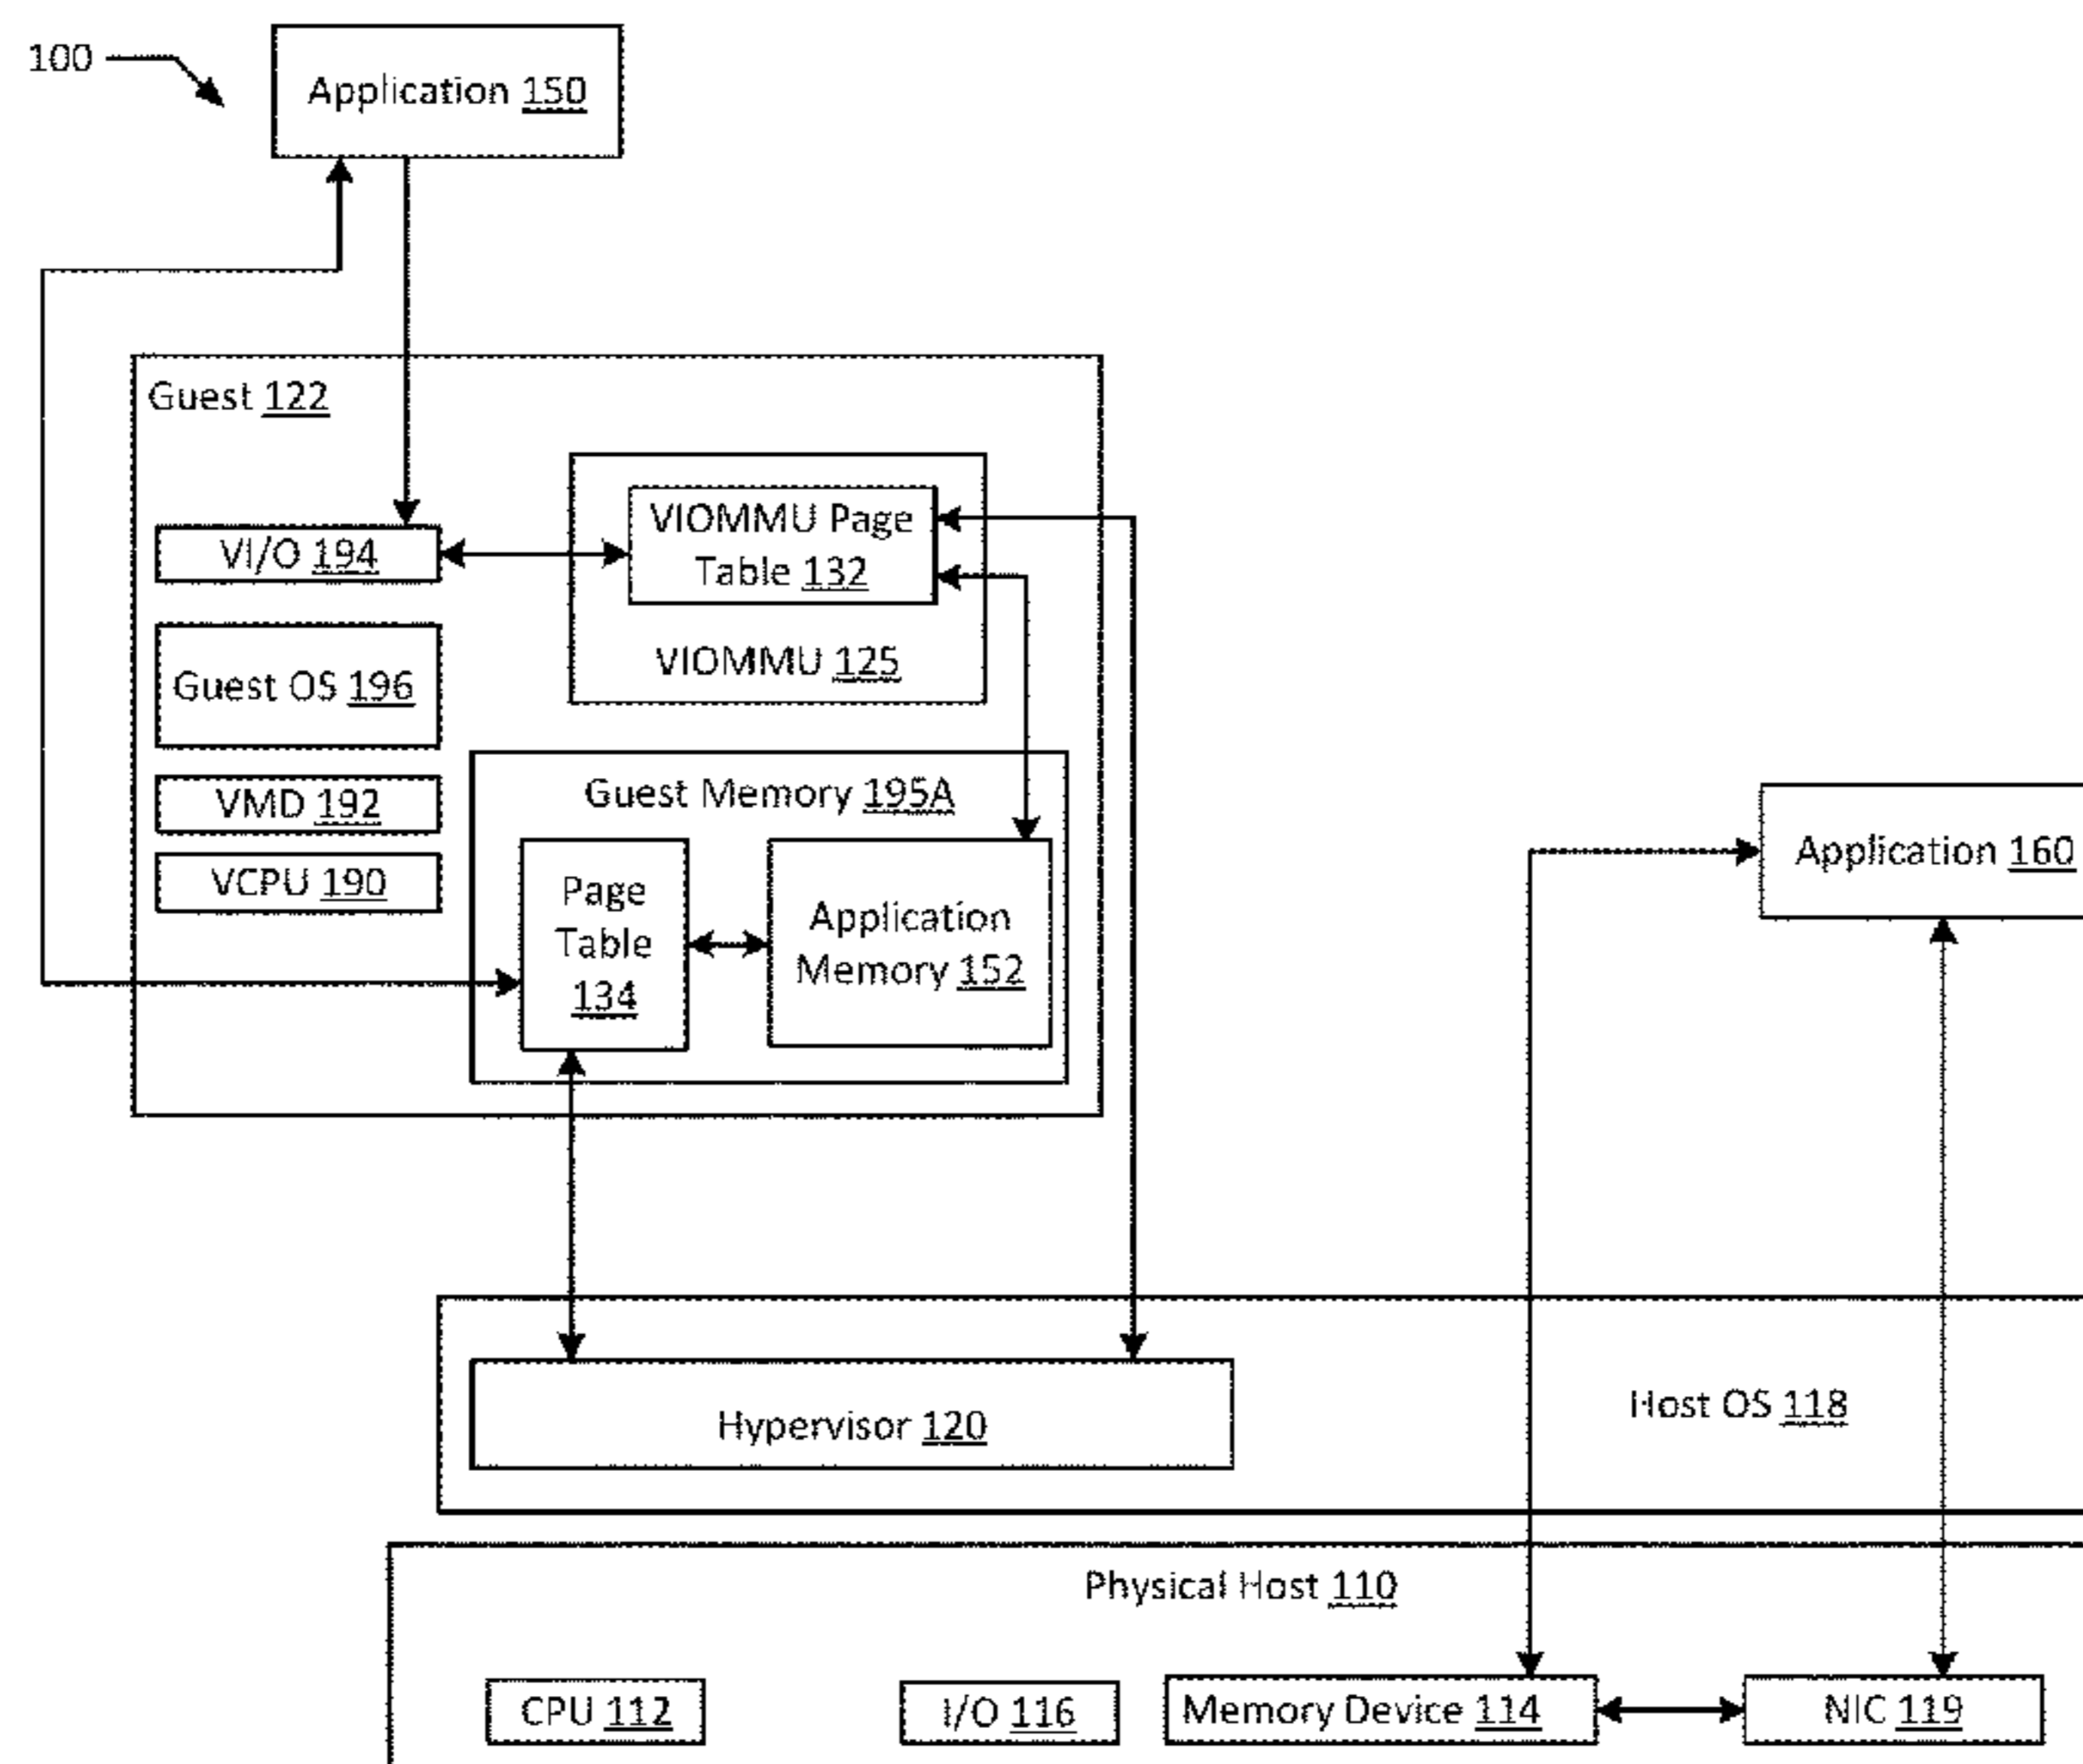 100
Application 150
Guest 122
VIOMMU Page
Table 132
VI/O 194
VIOMMU 125
Guest OS 196
Guest Memory 195A
VMD 192
VCPU 190
Page
Table
134
Application
Memory 152
Application 160
Hypervisor 120
Host OS 118
Physical Host 110
CPU 112
I/O 116
Memory Device 114
NIC 119